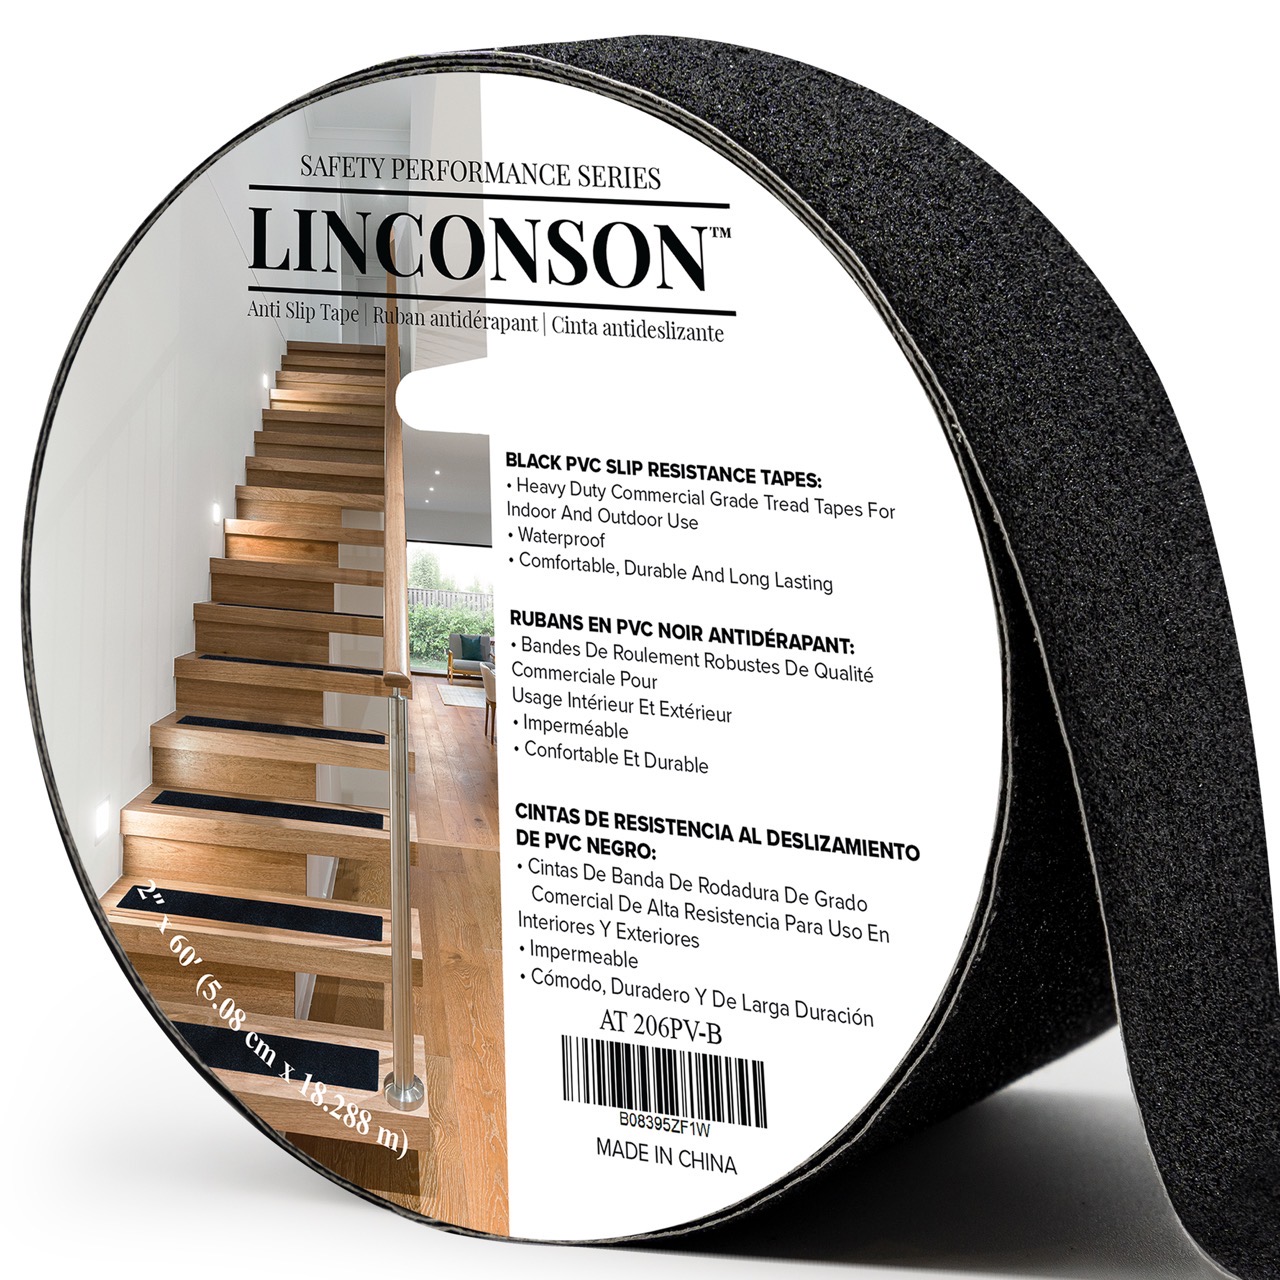 SAFETY PERFORMANCE SERIES
LINCONSON™
Anti Slip Tape | Ruban antidérapant | Cinta antideslizante
BLACK PVC SLIP RESISTANCE TAPES:
• Heavy Duty Commercial Grade Tread Tapes For
Indoor And Outdoor Use
• Waterproof
• Comfortable, Durable And Long Lasting
RUBANS EN PVC NOIR ANTIDÉRAPANT:
• Bandes De Roulement Robustes De Qualité
Commerciale Pour
Usage Intérieur Et Extérieur
• Imperméable
• Confortable Et Durable
CINTAS DE RESISTENCIA AL DESLIZAMIENTO
DE PVC NEGRO:
• Cintas De Banda De Rodadura De Grado
Comercial De Alta Resistencia Para Uso En
Interiores Y Exteriores
• Impermeable
• Cómodo, Duradero Y De Larga Duración
AT 206PV-B
B08395ZF1W
MADE IN CHINA
2" x 60' (5.08 cm x 18.288 m)